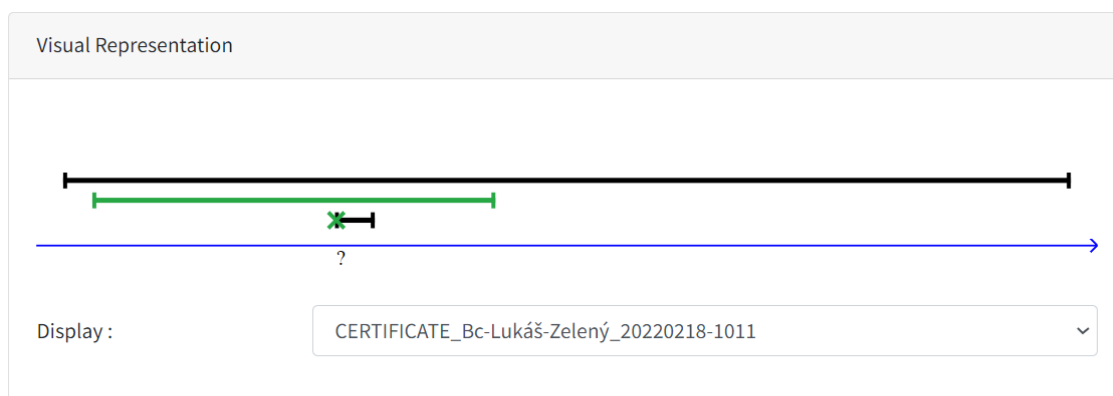 Visual Representation
?
Display :
CERTIFICATE_Bc-Lukáš-Zelený_20220218-1011